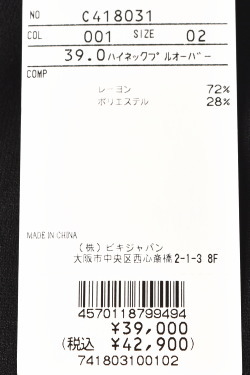 NO C418031
COL 001 SIZE 02
39.0 ハイネックプルオーバー
COMP
レーヨン 72%
ポリエステル 28%
MADE IN CHINA
(株)ビキジャパン
大阪市中央区西心斎橋2-1-3 8F
4570118799494
¥39,000
(税込 ¥42,900)
741803100102